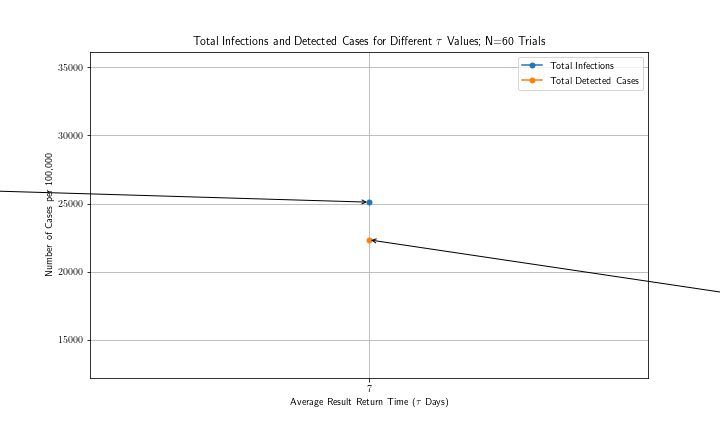 Total Infections and Detected Cases for Different τ Values; N=60 Trials
Total Infections
Total Detected Cases
Number of Cases per 100,000
35000
30000
25000
20000
15000
7
Average Result Return Time (τ Days)